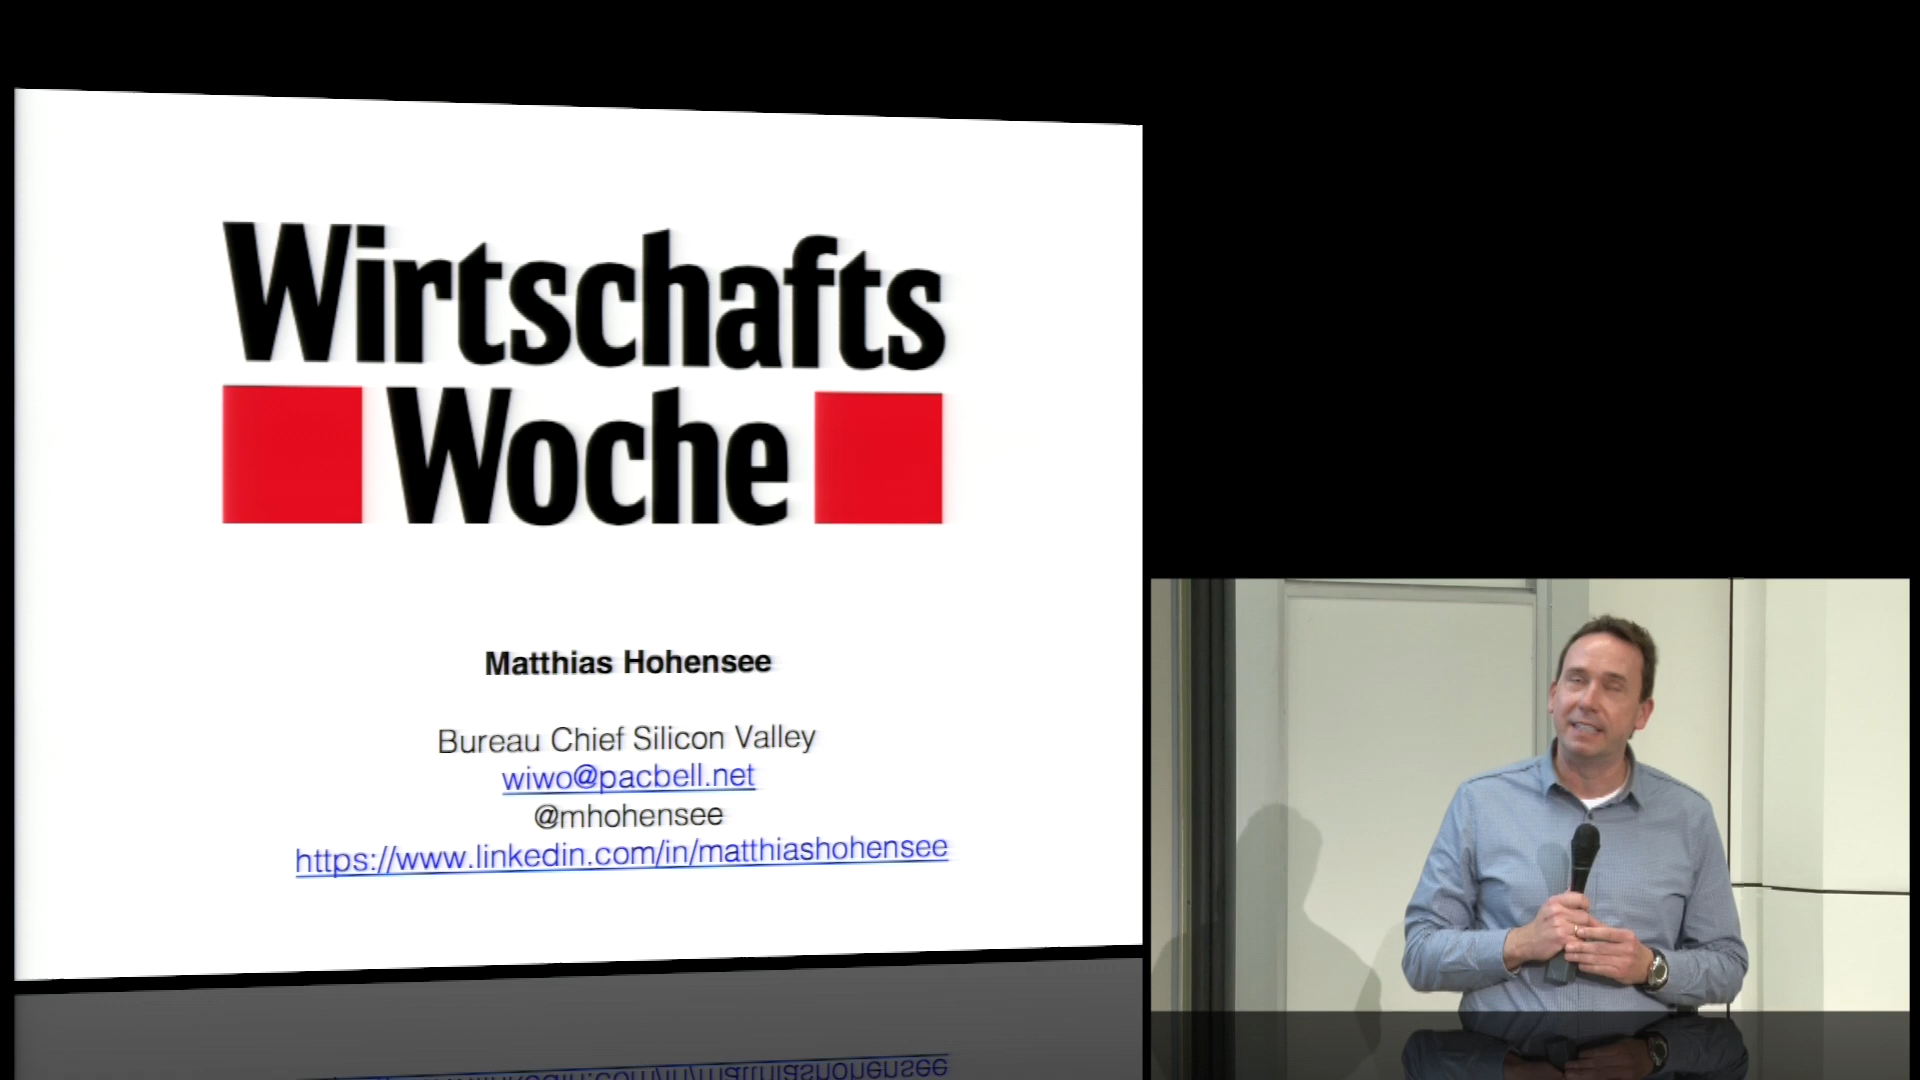 Wirtschafts
Woche
Matthias Hohensee
Bureau Chief Silicon Valley
wiwo@pacbell.net
@mhohensee
https://www.linkedin.com/in/matthiashohensee